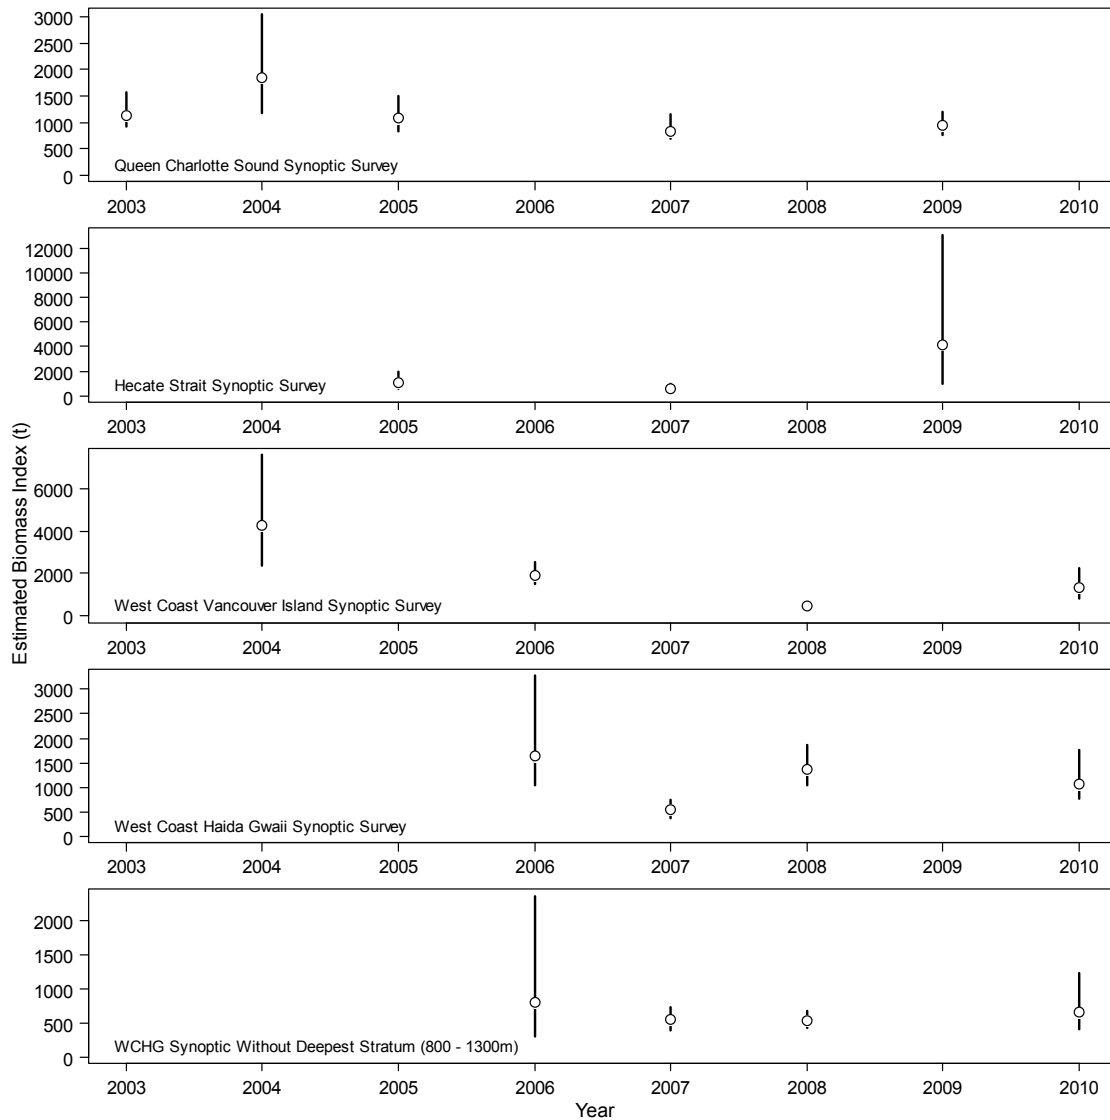 3000
2500
2000
1500
1000
500
0
Queen Charlotte Sound Synoptic Survey
2003 2004 2005 2006 2007 2008 2009 2010
12000
10000
8000
6000
4000
2000
0
Hecate Strait Synoptic Survey
2003 2004 2005 2006 2007 2008 2009 2010
Estimated Biomass Index (t)
6000
4000
2000
0
West Coast Vancouver Island Synoptic Survey
2003 2004 2005 2006 2007 2008 2009 2010
3000
2500
2000
1500
1000
500
0
West Coast Haida Gwaii Synoptic Survey
2003 2004 2005 2006 2007 2008 2009 2010
2000
1500
1000
500
0
WCHG Synoptic Without Deepest Stratum (800 - 1300m)
2003 2004 2005 2006 2007 2008 2009 2010
Year